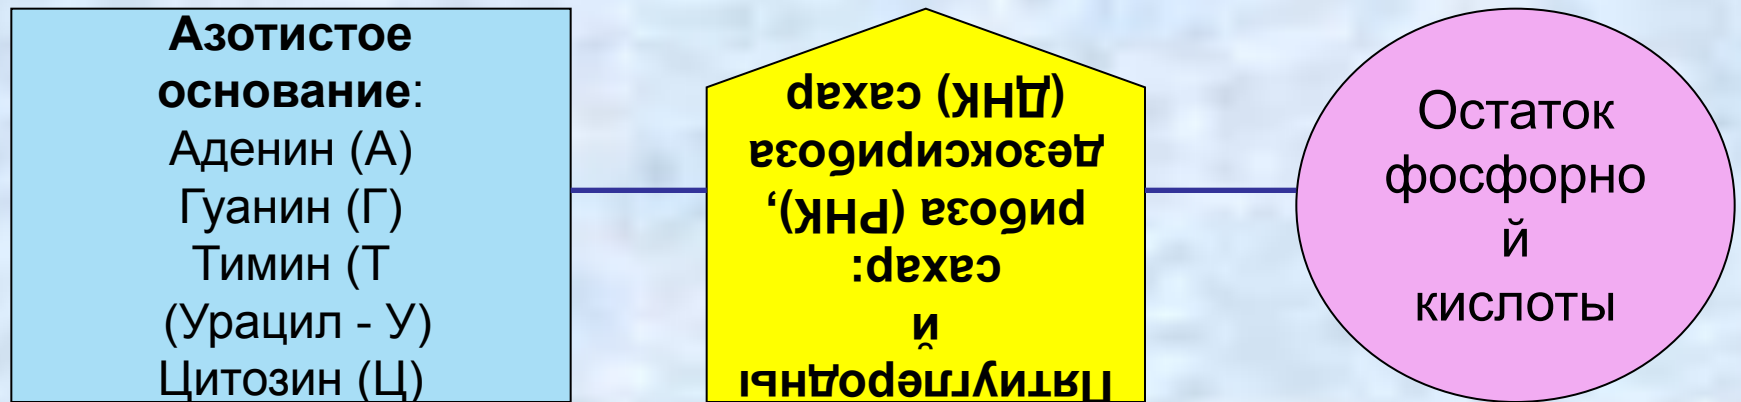 Азотистое
основание:
Аденин (А)
Гуанин (Г)
Тимин (Т
(Урацил - У)
Цитозин (Ц)
Пятиуглеродны
й
сахар:
рибоза (РНК),
дезоксирибоза
(ДНК) сахар
Остаток
фосфорно
й
кислоты